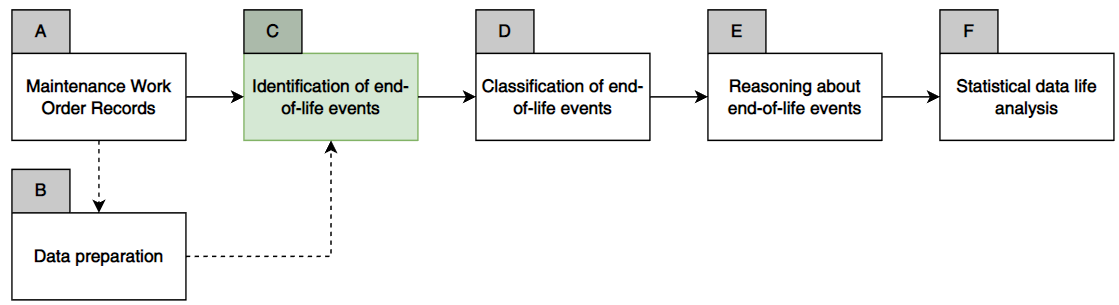 A
Maintenance Work
Order Records
B
Data preparation
C
Identification of end-
of-life events
D
Classification of end-
of-life events
E
Reasoning about
end-of-life events
F
Statistical data life
analysis